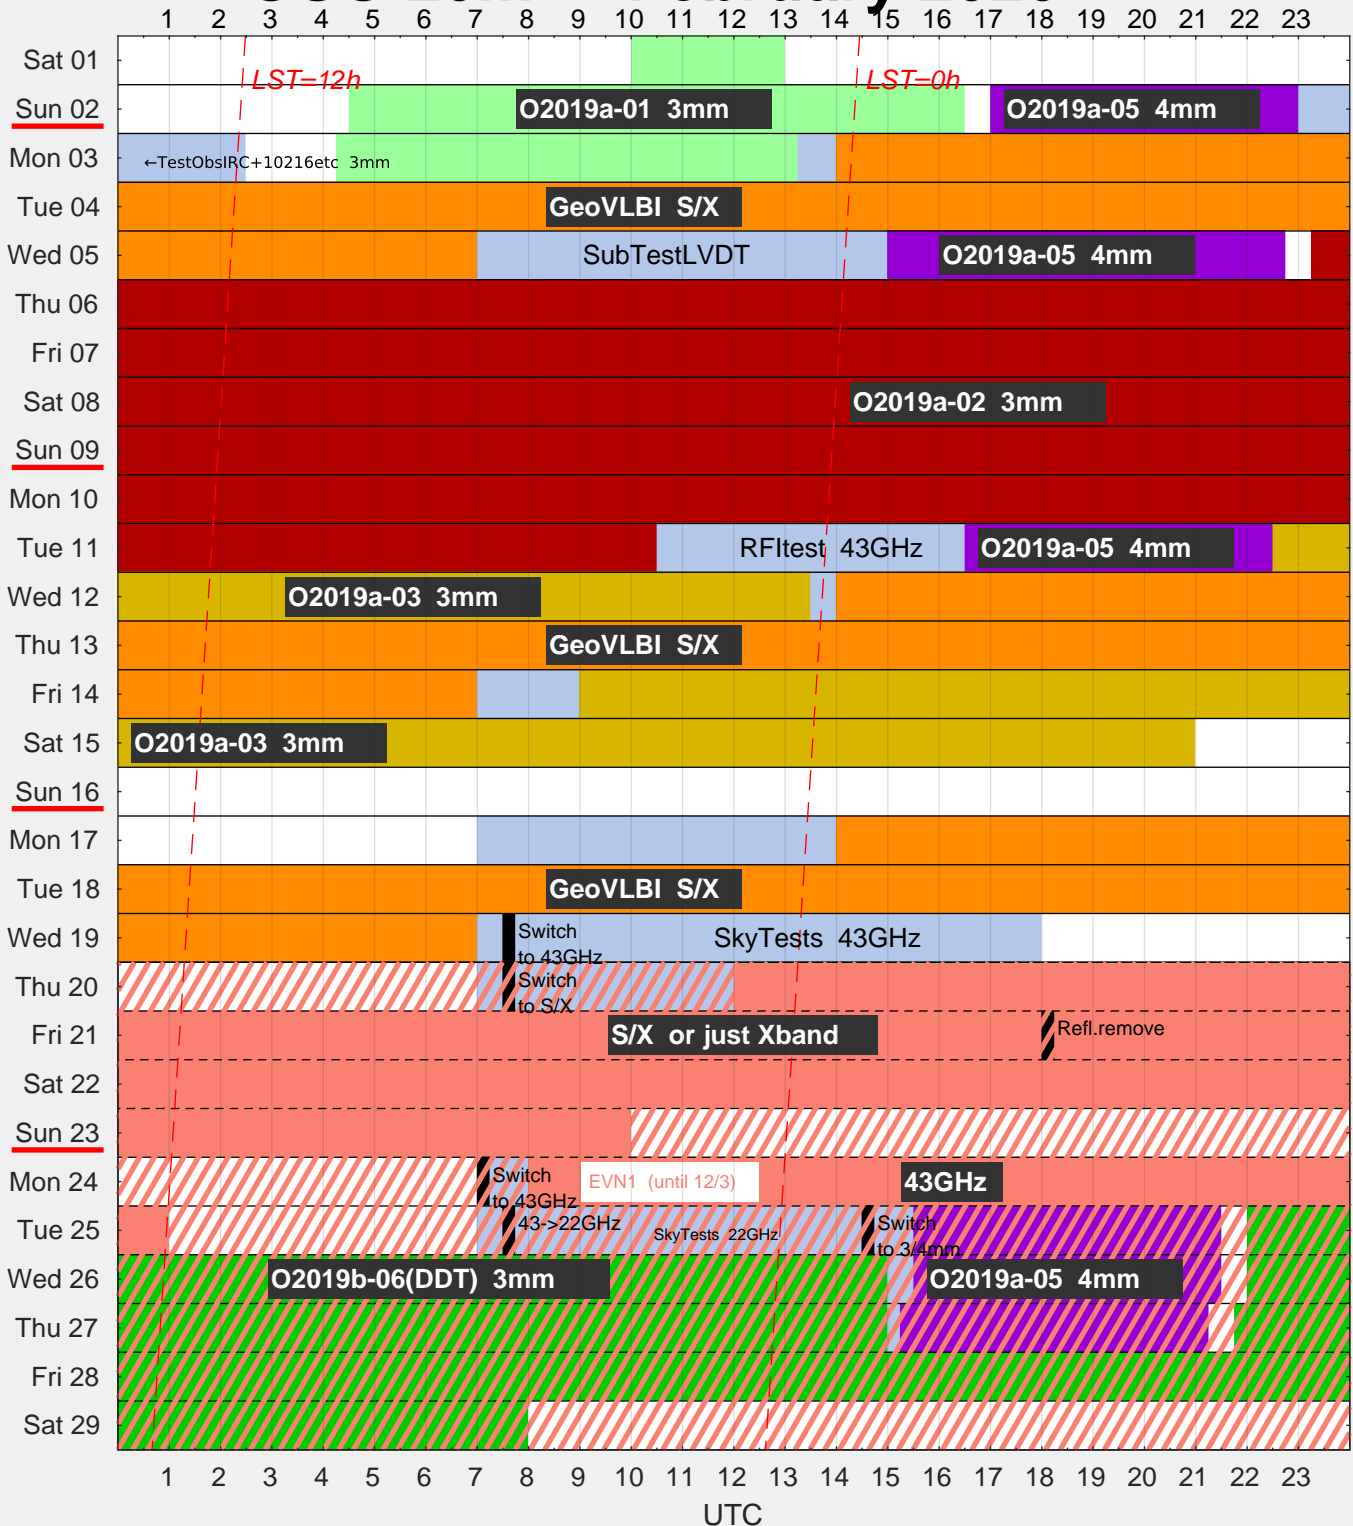 1 2 3 4 5 6 7 8 9 10 11 12 13 14 15 16 17 18 19 20 21 22 23
Sat 01
LST=12h LST=0h
Sun 02 O2019a-01 3mm O2019a-05 4mm
Mon 03 ←TestObsIRC+10216etc 3mm
Tue 04 GeoVLBI S/X
Wed 05 SubTestLVDT O2019a-05 4mm
Thu 06
Fri 07
Sat 08 O2019a-02 3mm
Sun 09
Mon 10
Tue 11 RFItest 43GHz O2019a-05 4mm
Wed 12 O2019a-03 3mm
Thu 13 GeoVLBI S/X
Fri 14
Sat 15 O2019a-03 3mm
Sun 16
Mon 17
Tue 18 GeoVLBI S/X
Wed 19 Switch SkyTests 43GHz
to 43GHz
Thu 20 Switch
to S/X
Fri 21 S/X or just Xband Refl.remove
Sat 22
Sun 23
Mon 24 Switch EVN1 (until 12/3) 43GHz
to 43GHz
Tue 25 43->22GHz SkyTests 22GHz Switch
to 3/4mm
Wed 26 O2019b-06(DDT) 3mm O2019a-05 4mm
Thu 27
Fri 28
Sat 29
1 2 3 4 5 6 7 8 9 10 11 12 13 14 15 16 17 18 19 20 21 22 23
UTC